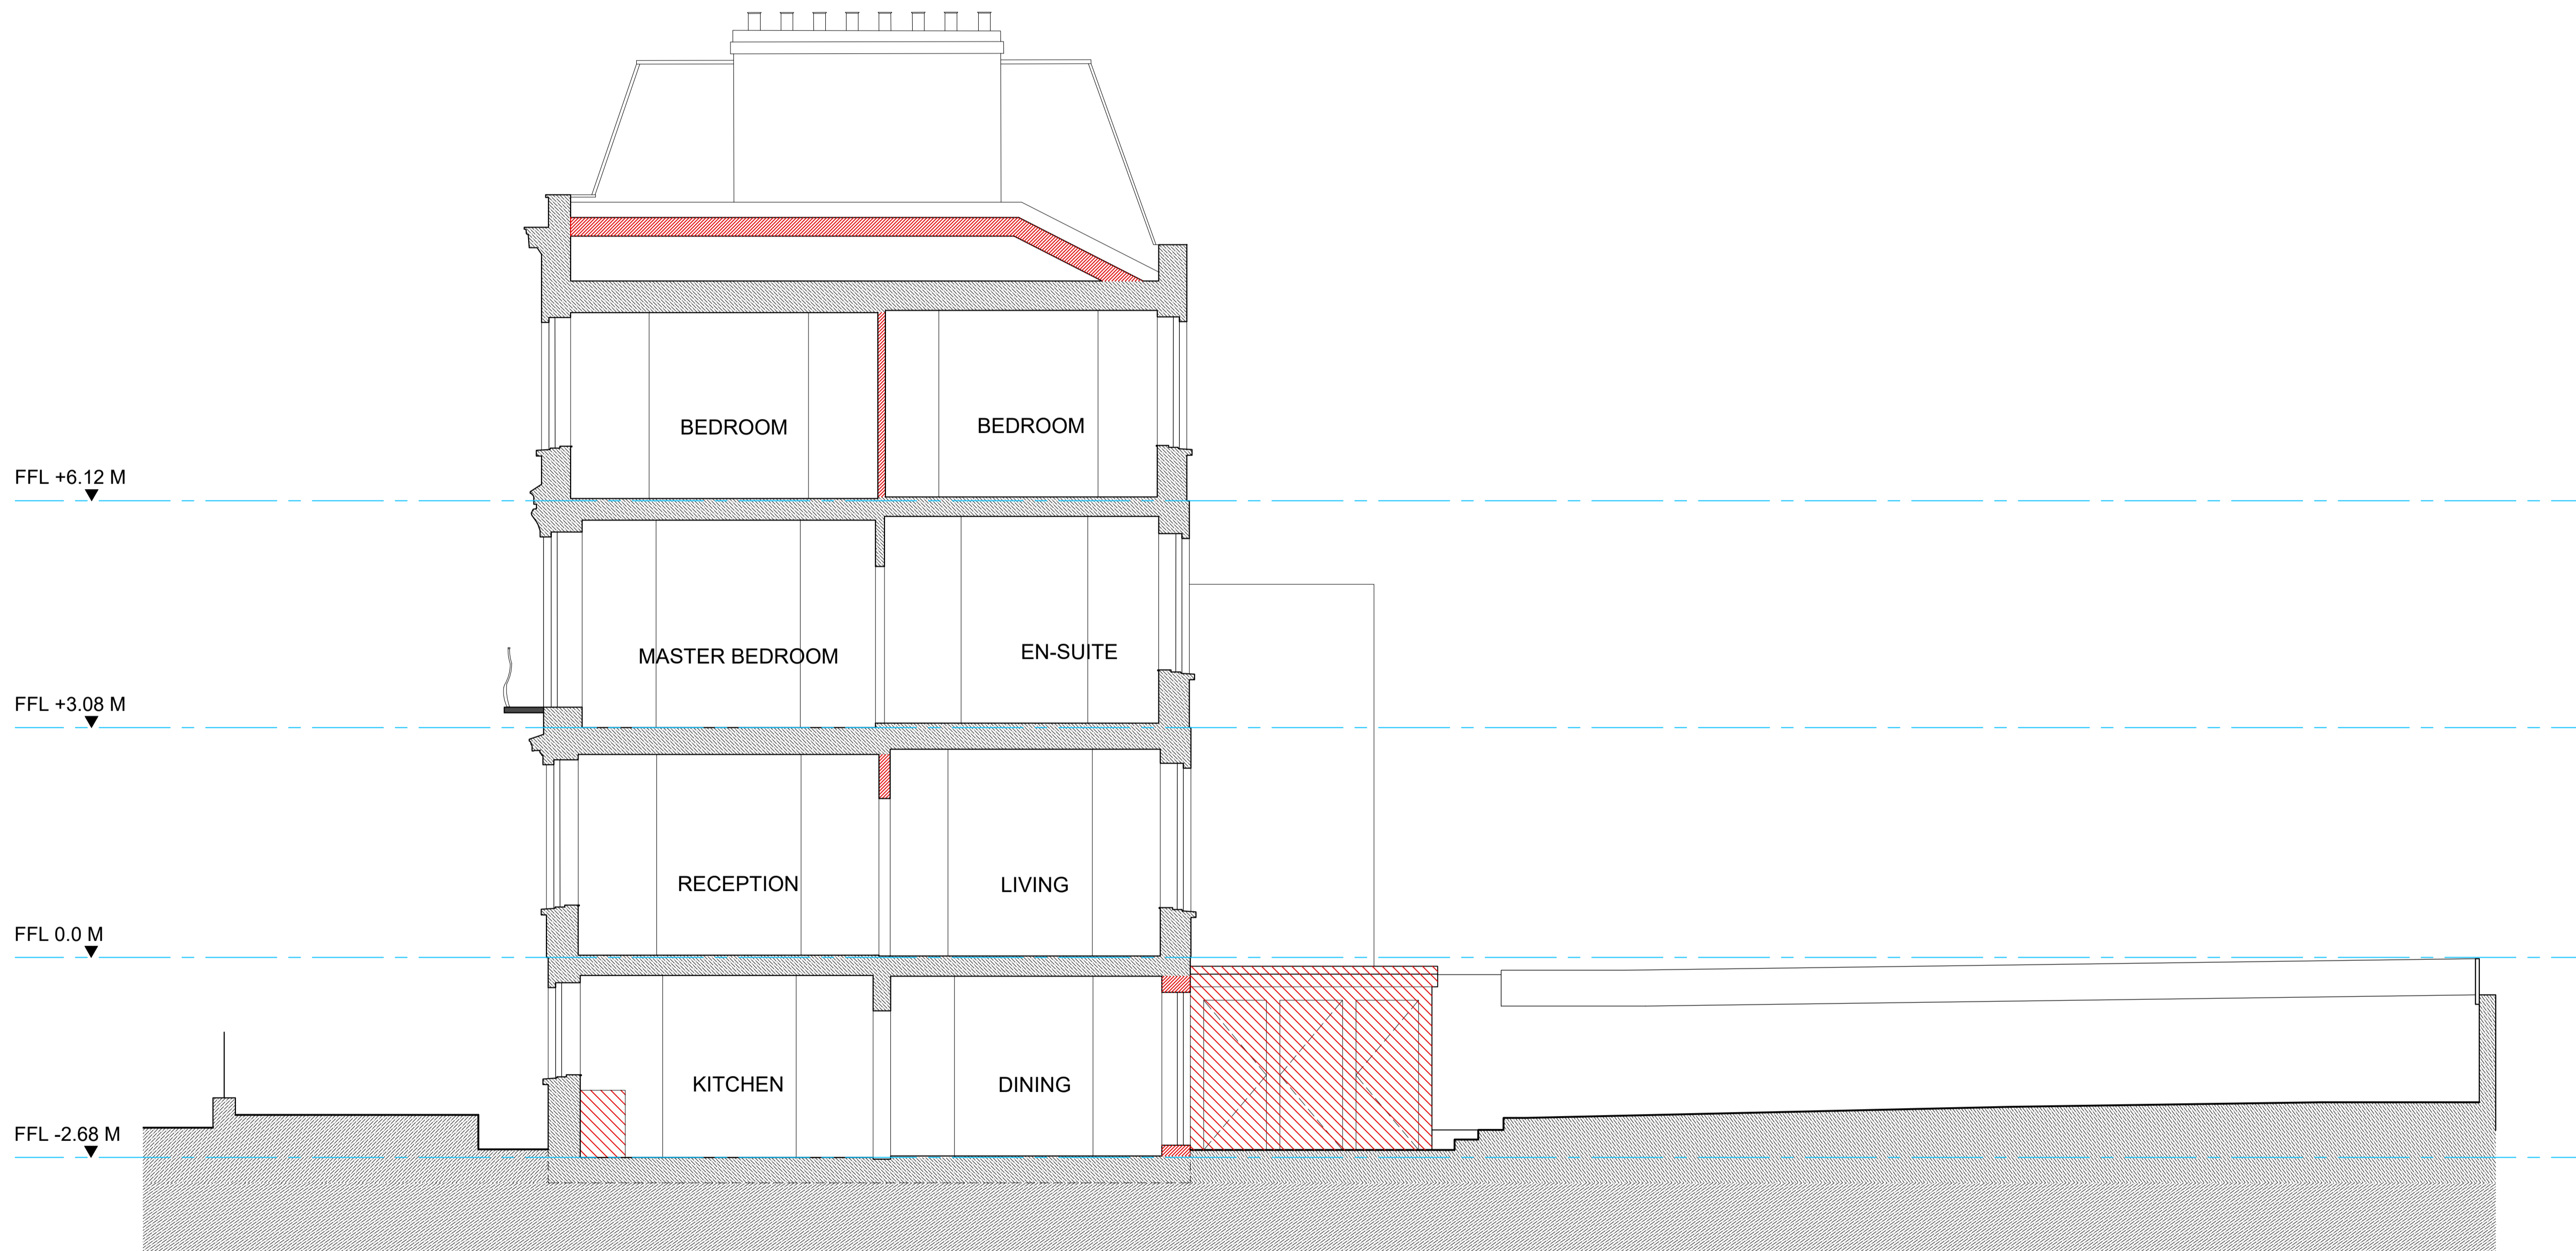 BEDROOM
BEDROOM
FFL +6.12 M
MASTER BEDROOM
EN-SUITE
FFL +3.08 M
RECEPTION
LIVING
FFL 0.0 M
KITCHEN
DINING
FFL -2.68 M